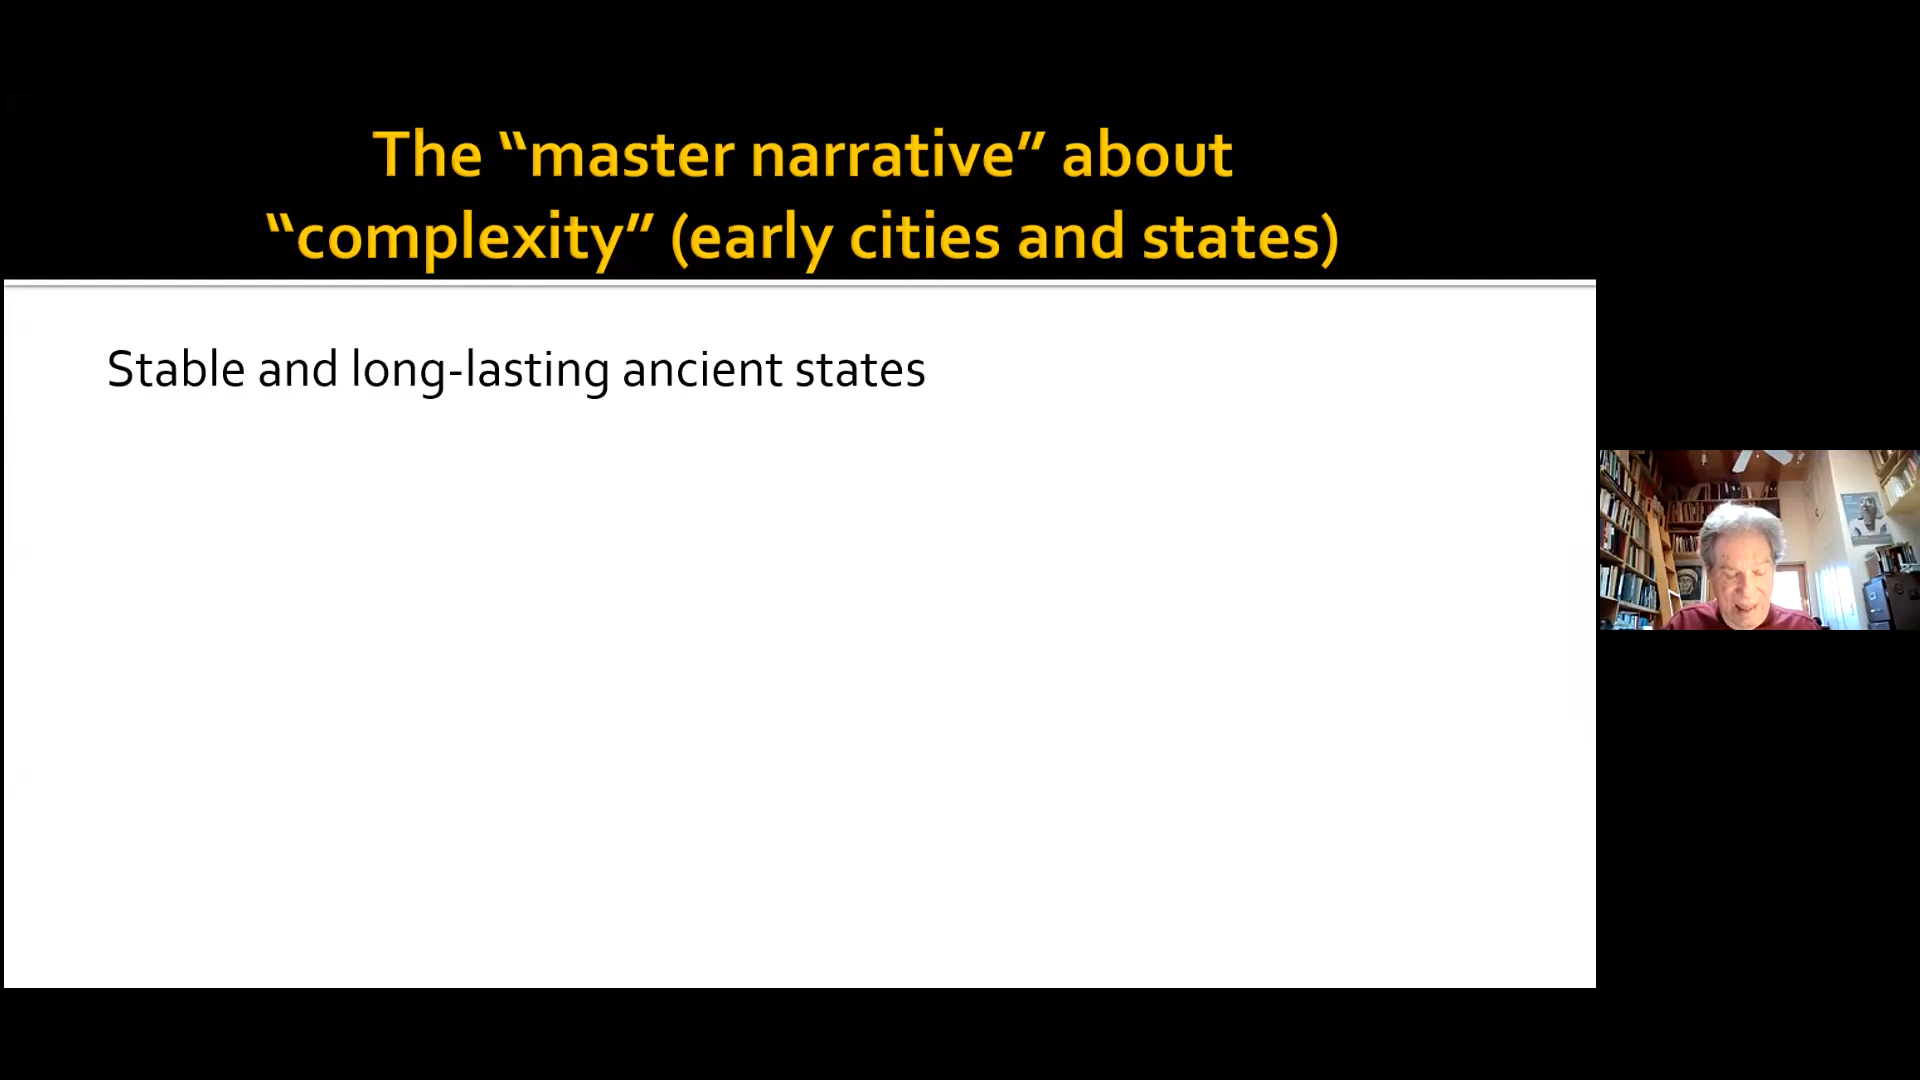 The “master narrative” about
“complexity” (early cities and states)
Stable and long-lasting ancient states